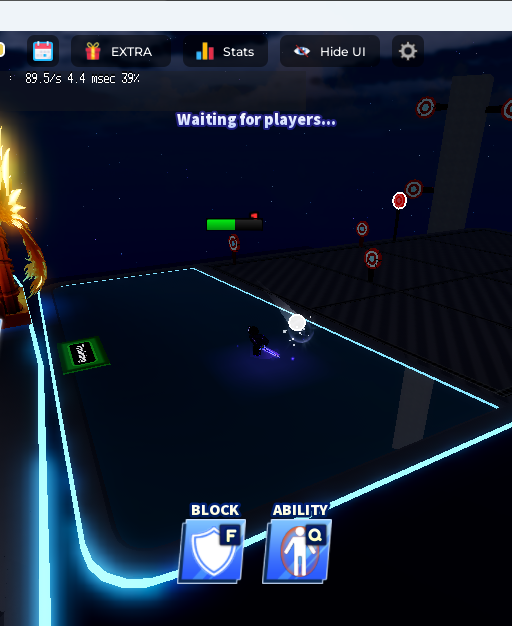 EXTRA
Stats
Hide UI
: 89.5/s 4.4 msec 39%
Waiting for players...
BLOCK
ABILITY
F
Q